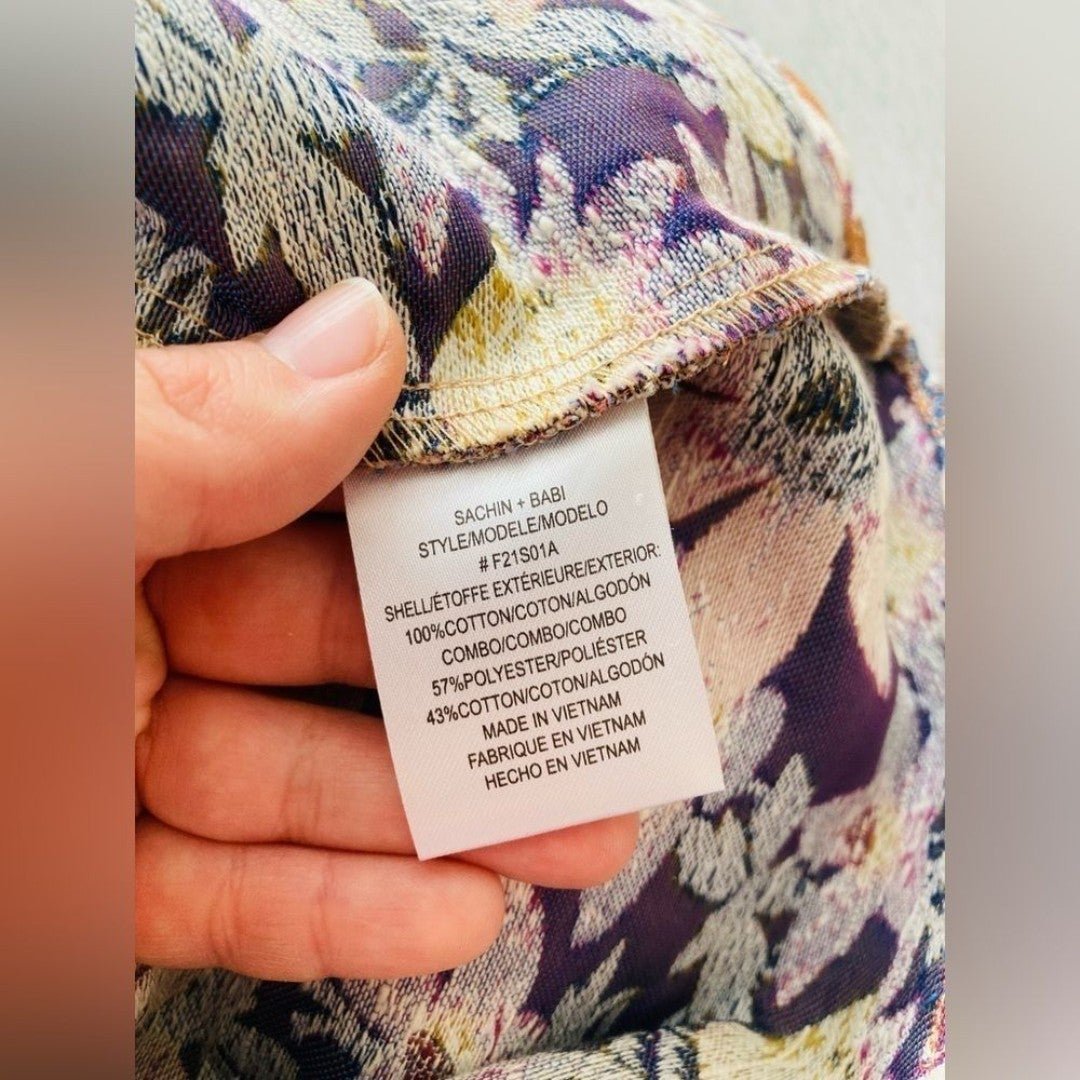 SACHIN + BABI
STYLE/MODELE/MODELO
# F21S01A
SHELL/ÉTOFFE EXTÉRIEURE/EXTERIOR:
100%COTTON/COTON/ALGODÓN
COMBO/COMBO/COMBO
57%POLYESTER/POLIÉSTER
43%COTTON/COTON/ALGODÓN
MADE IN VIETNAM
FABRIQUE EN VIETNAM
HECHO EN VIETNAM